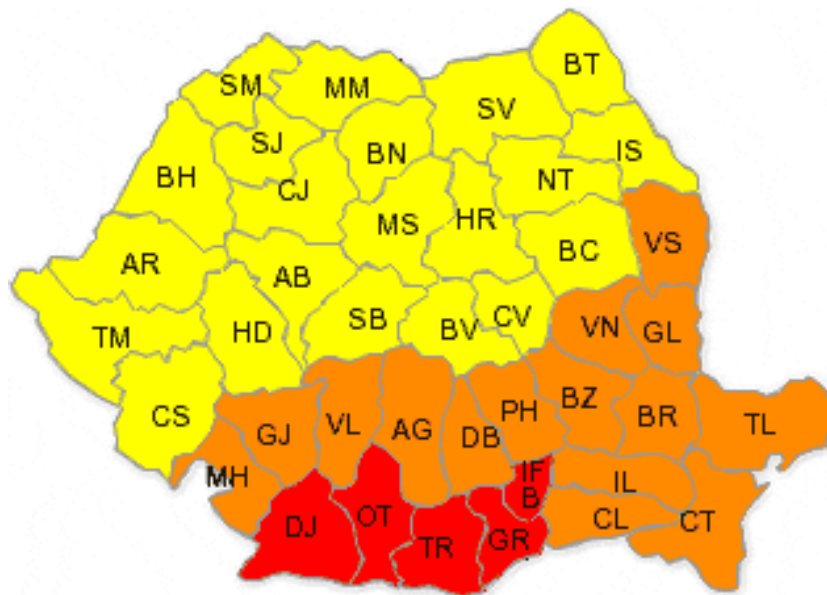 BT
SM
MM
SV
SJ
BN
IS
BH
CJ
NT
MS
HR
VS
BC
AR
AB
TM
HD
SB
BV
CV
VN
GL
CS
GJ
VL
AG
DB
PH
BZ
BR
TL
MH
IF
B
IL
DJ
OT
TR
GR
CL
CT